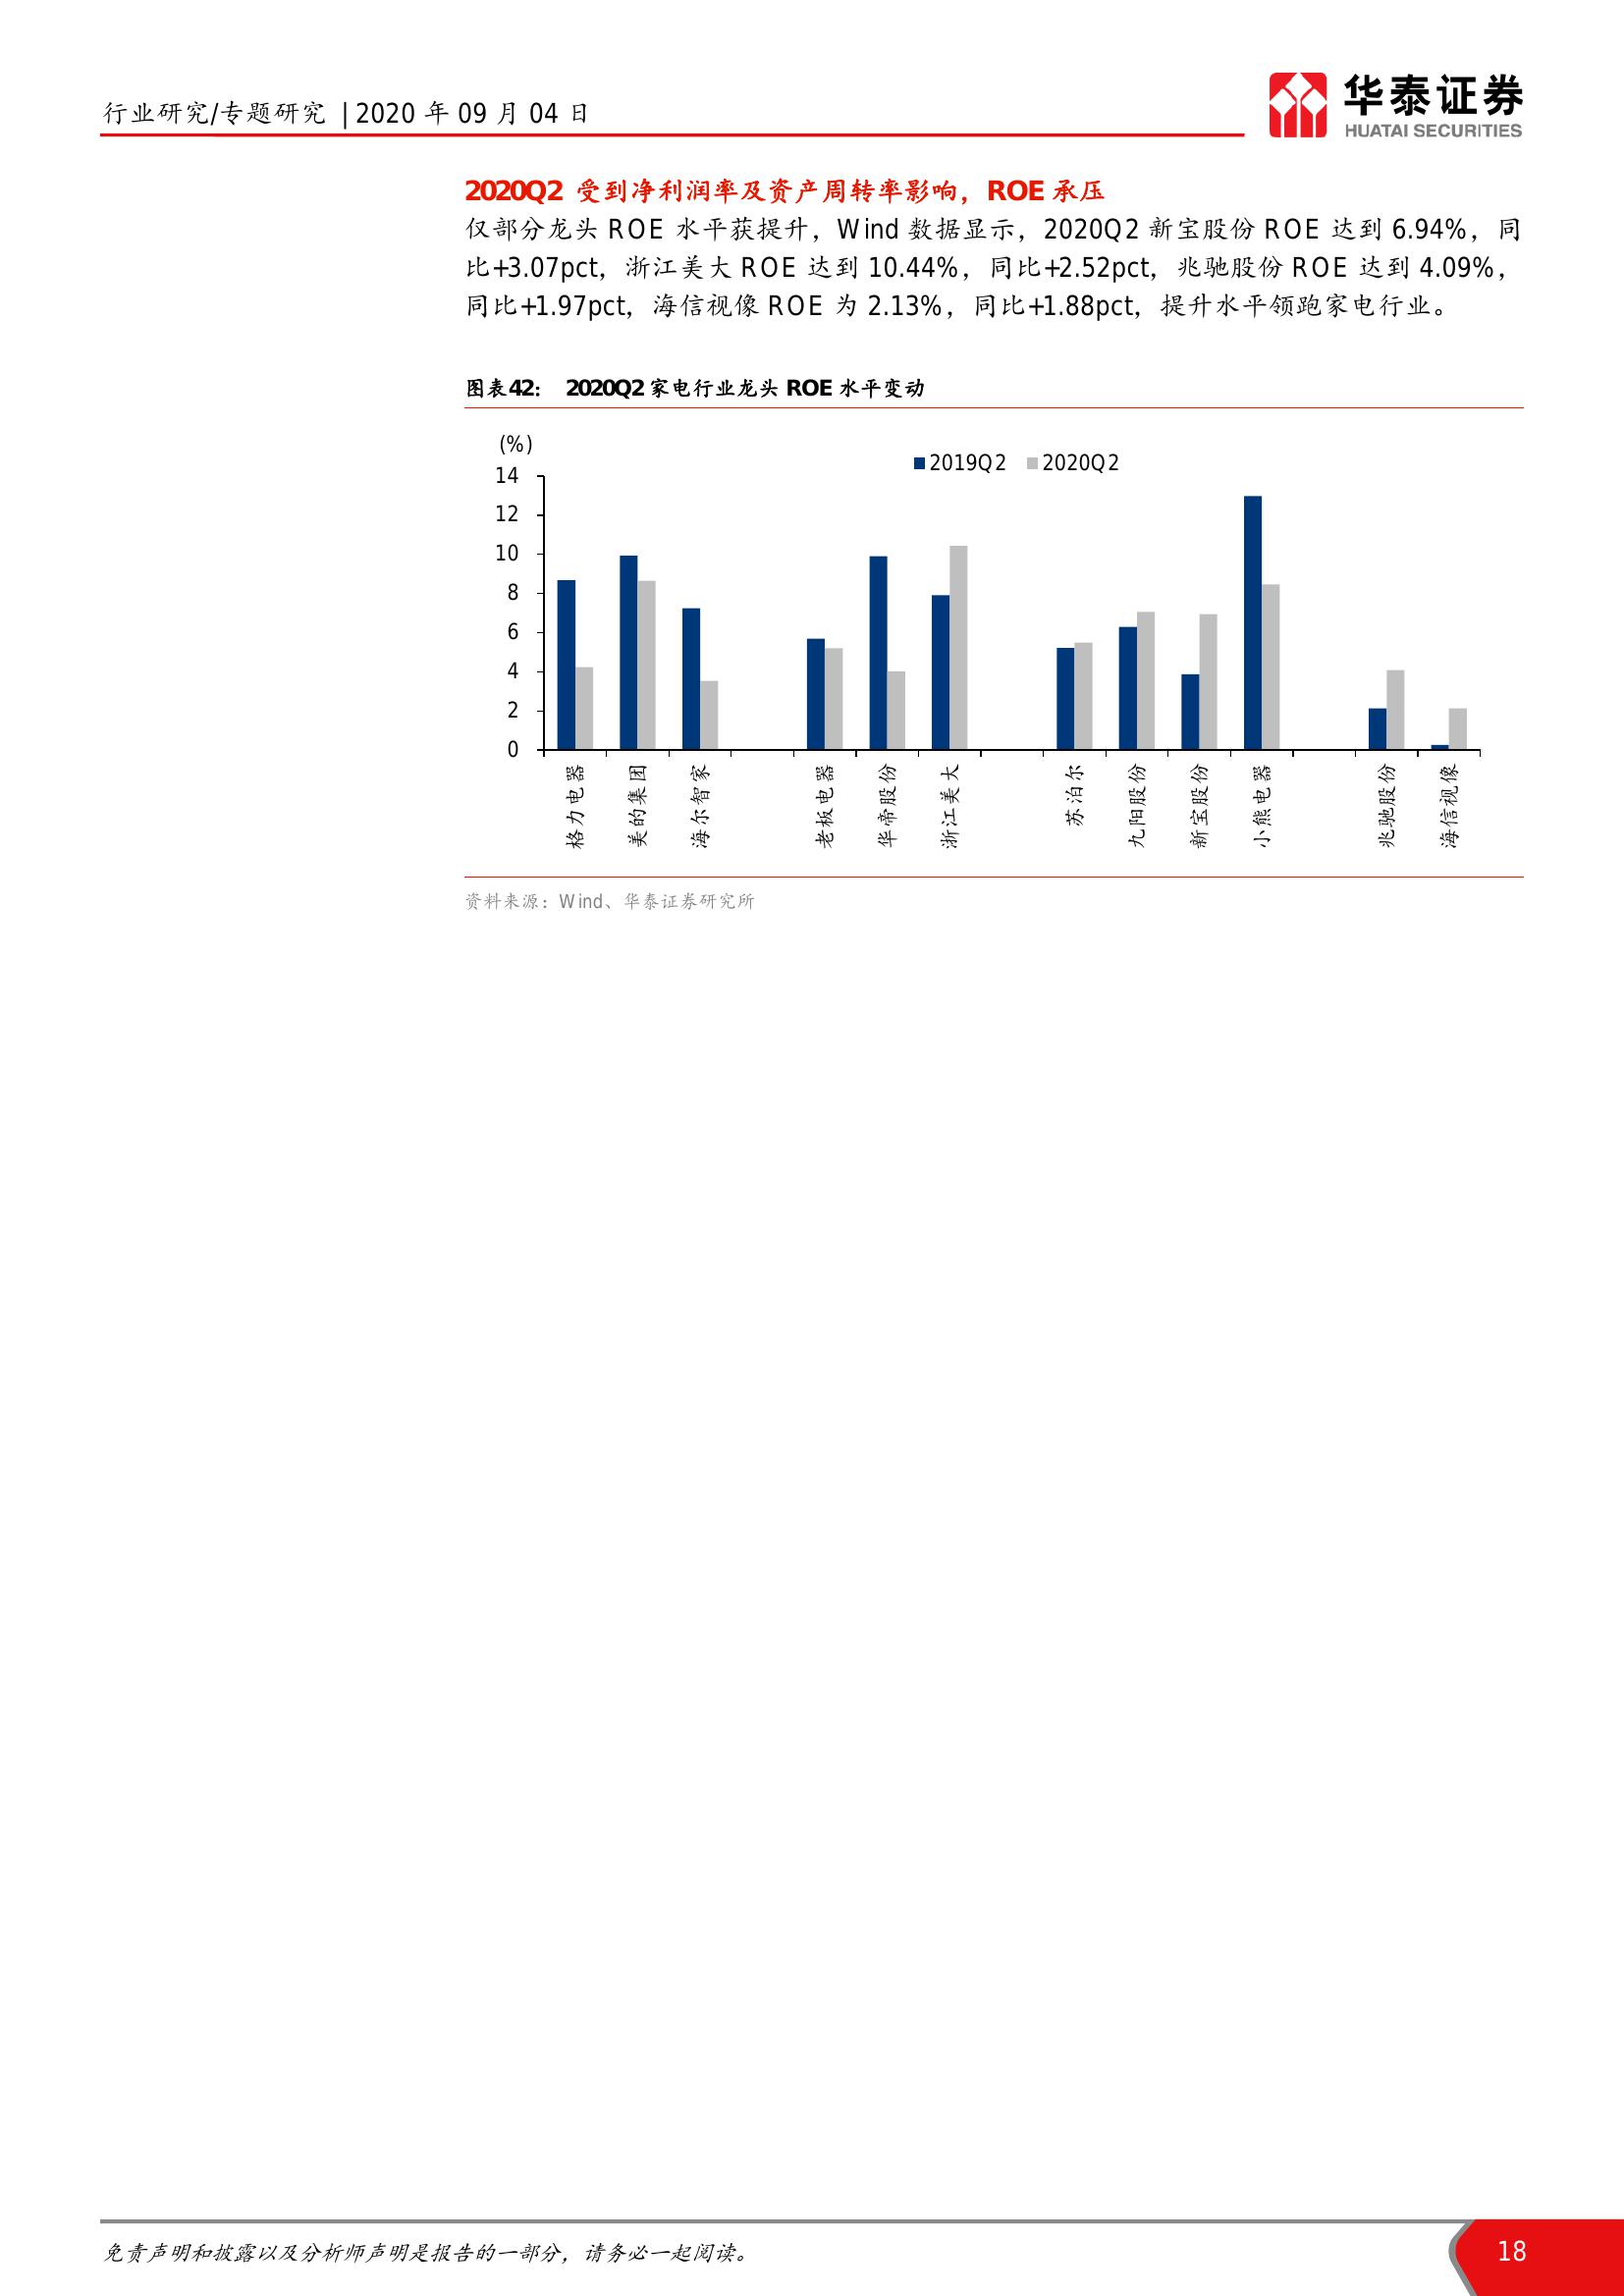 行业研究/专题研究 | 2020 年 09 月 04 日
华泰证券
HUATAI SECURITIES
2020Q2 受到净利润率及资产周转率影响，ROE 承压
仅部分龙头 ROE 水平获提升，Wind 数据显示，2020Q2 新宝股份 ROE 达到 6.94%，同
比+3.07pct，浙江美大 ROE 达到 10.44%，同比+2.52pct，兆驰股份 ROE 达到 4.09%，
同比+1.97pct，海信视像 ROE 为 2.13%，同比+1.88pct，提升水平领跑家电行业。
图表42： 2020Q2 家电行业龙头 ROE 水平变动
(%)
2019Q2 2020Q2
14
12
10
8
6
4
2
0
格力电器
美的集团
海尔智家
老板电器
华帝股份
浙江美大
苏泊尔
九阳股份
新宝股份
小熊电器
兆驰股份
海信视像
资料来源：Wind、华泰证券研究所
免责声明和披露以及分析师声明是报告的一部分，请务必一起阅读。
18